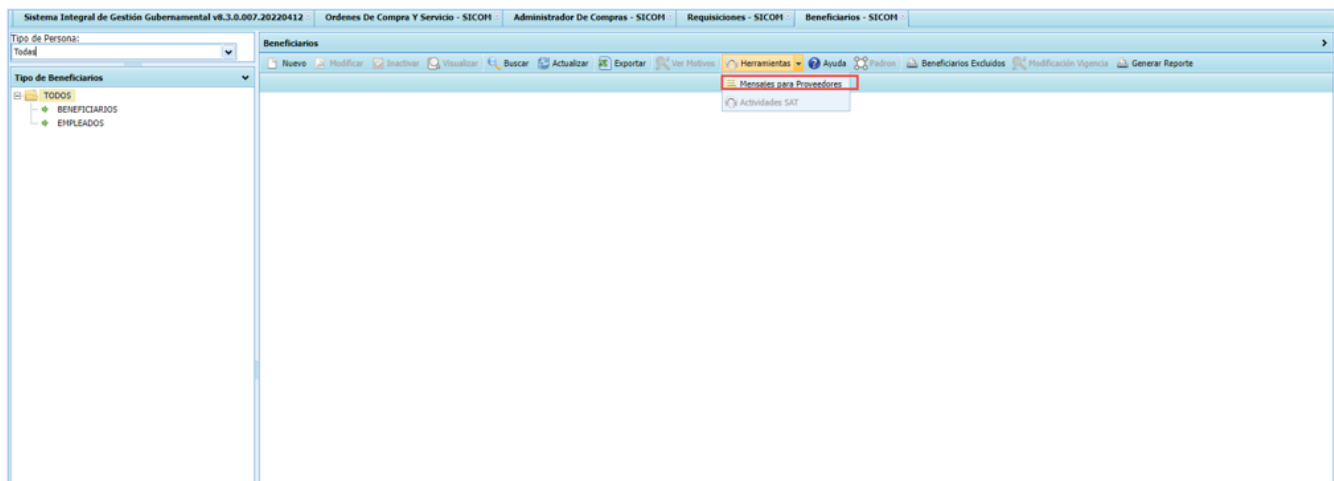 Sistema Integral de Gestión Gubernamental v8.3.0.007.20220412 Ordenes De Compra Y Servicio - SICOM Administrador De Compras - SICOM Requisiciones - SICOM Beneficiarios - SICOM
Tipo de Persona:
Todas
Tipo de Beneficiarios
TODOS
BENEFICIARIOS
EMPLEADOS
Beneficiarios
Nuevo Modificar Inactivar Visualizar Buscar Actualizar Exportar Ver Motivos Herramientas Ayuda Padron Beneficiarios Excluidos Modificación Vigencia Generar Reporte
Mensajes para Proveedores
Actividades SAT